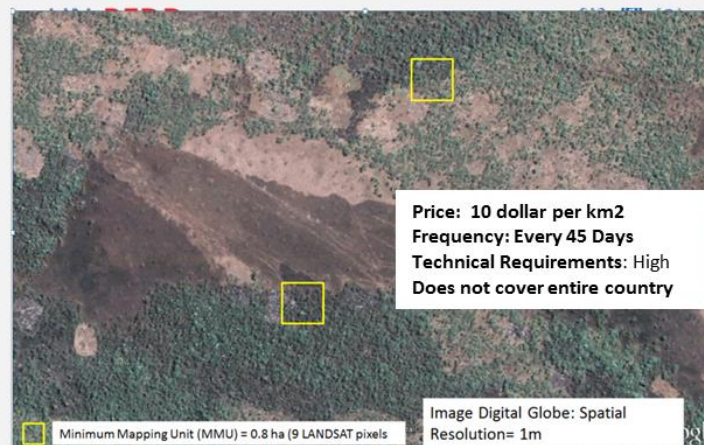 Price: 10 dollar per km2
Frequency: Every 45 Days
Technical Requirements: High
Does not cover entire country
Image Digital Globe: Spatial
Resolution= 1m
Minimum Mapping Unit (MMU) = 0.8 ha (9 LANDSAT pixels